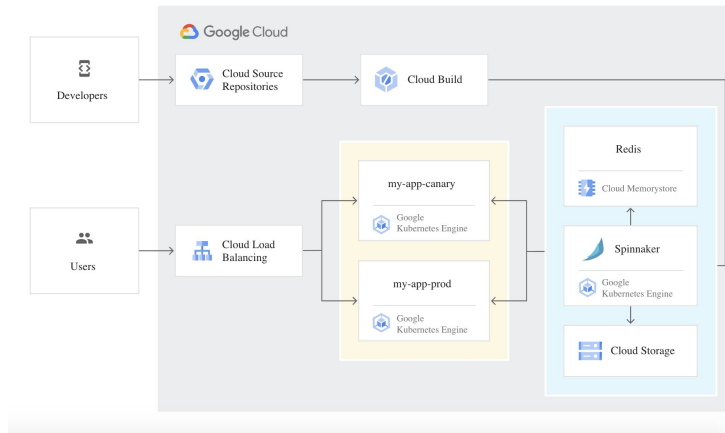 Google Cloud
Developers
Cloud Source
Repositories
Cloud Build
Users
Cloud Load
Balancing
my-app-canary
Google
Kubernetes Engine
my-app-prod
Google
Kubernetes Engine
Redis
Cloud Memorystore
Spinnaker
Google
Kubernetes Engine
Cloud Storage